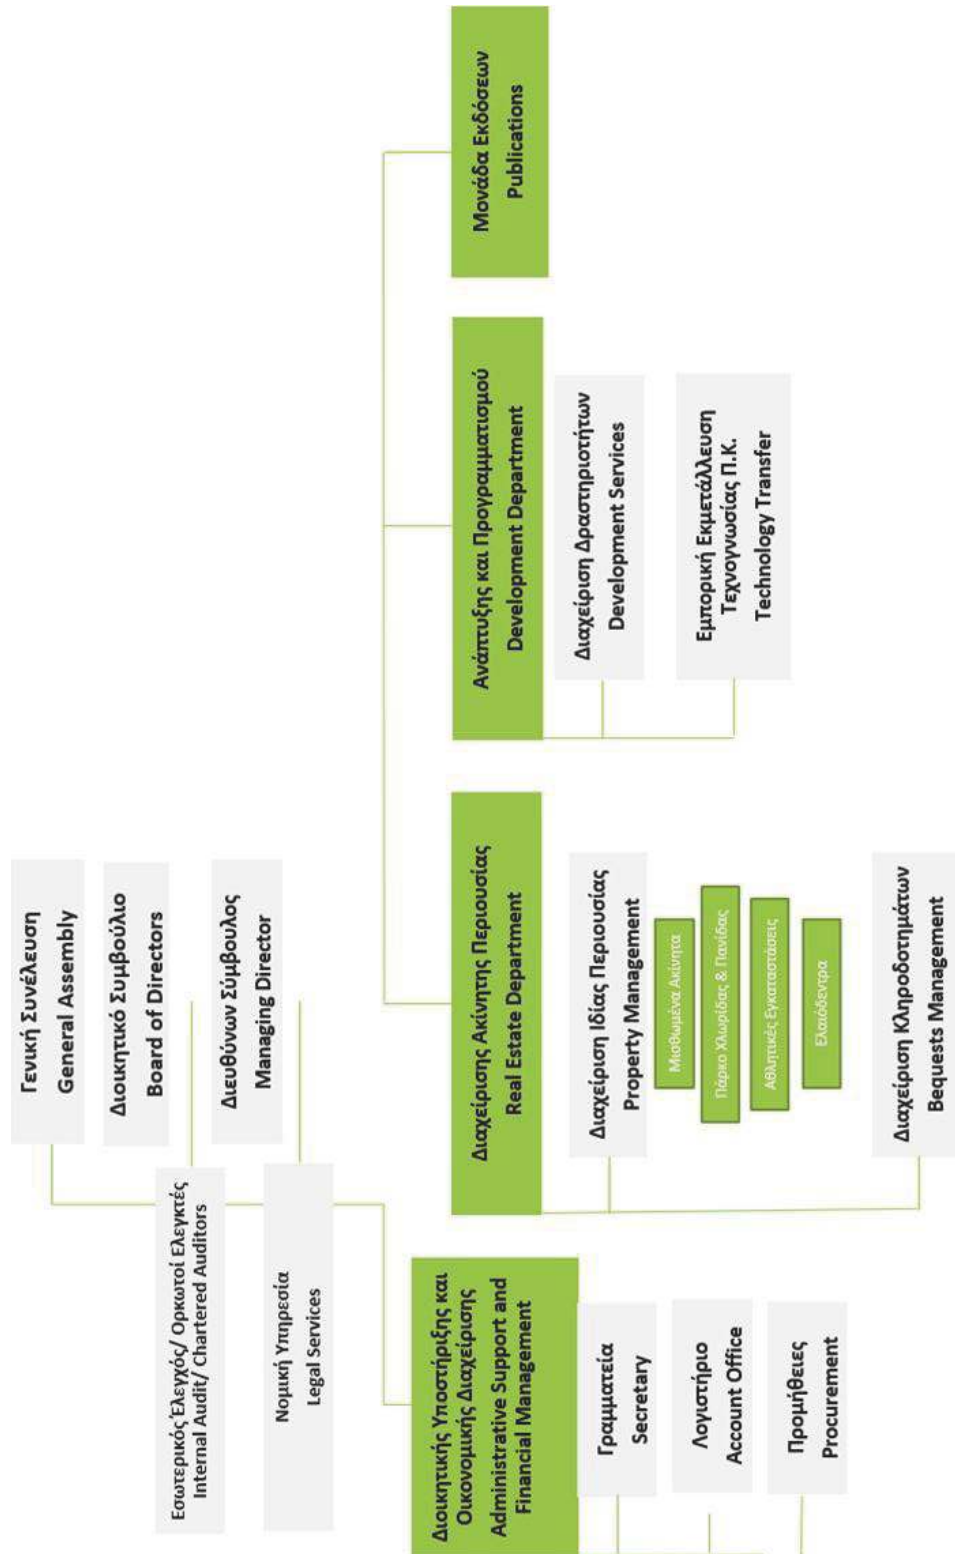 Γενική Συνέλευση
General Assembly
Διοικητικό Συμβούλιο
Board of Directors
Εσωτερικός Έλεγχός/ Ορκωτοί Ελεγκτές
Internal Audit/ Chartered Auditors
Διευθύνων Σύμβουλος
Managing Director
Νομική Υπηρεσία
Legal Services
Διοικητικής Υποστήριξης και
Οικονομικής Διαχείρισης
Administrative Support and
Financial Management
Γραμματεία
Secretary
Λογιστήριο
Account Office
Προμήθειες
Procurement
Διαχείρισης Ακίνητης Περιουσίας
Real Estate Department
Διαχείριση Ιδίας Περιουσίας
Property Management
Μισθωμένα Ακίνητα
Πάρκο Χλωρίδας & Πανίδας
Αθλητικές Εγκαταστάσεις
Ελαιόδεντρα
Διαχείριση Κληροδοτημάτων
Bequests Management
Ανάπτυξης και Προγραμματισμού
Development Department
Διαχείριση Δραστηριοτήτων
Development Services
Εμπορική Εκμετάλλευση
Τεχνογνωσίας Π.Κ.
Technology Transfer
Μονάδα Εκδόσεων
Publications